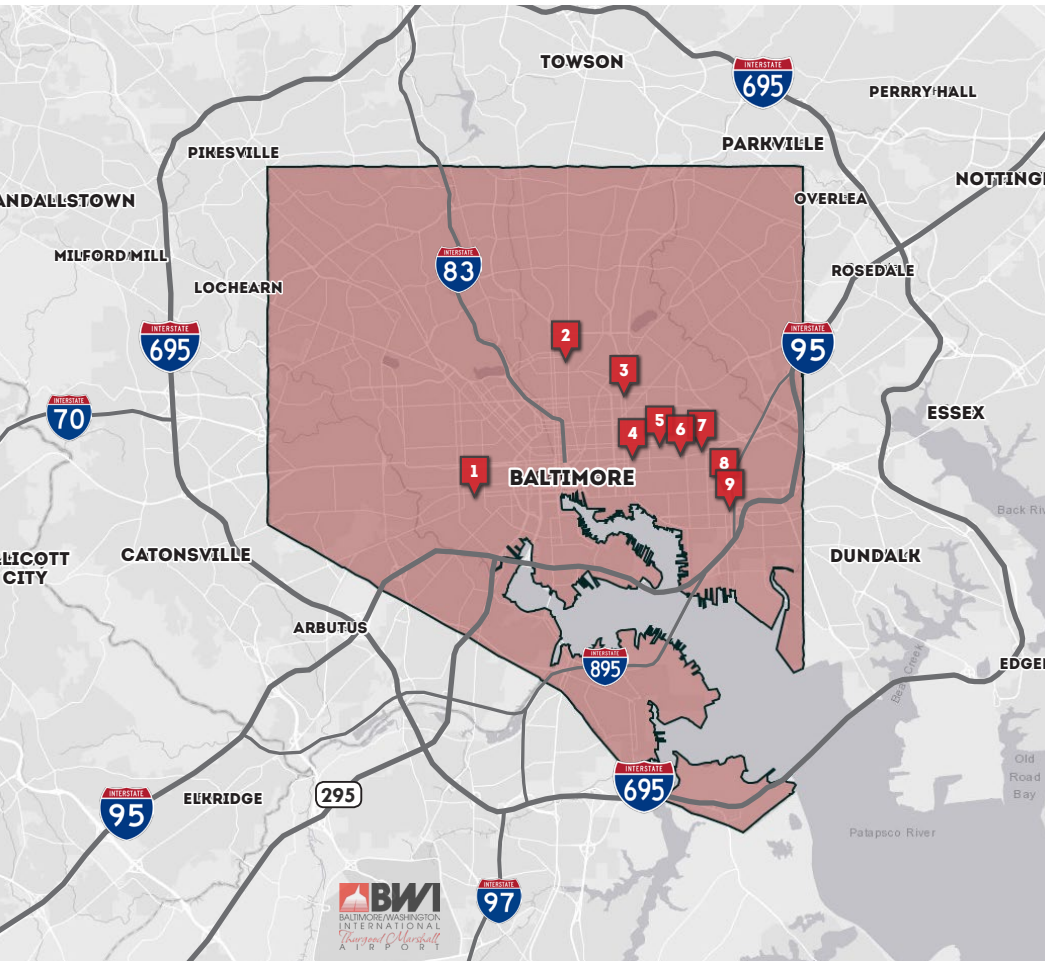 TOWSON
INTERSTATE
695
PERRRY HALL
PARKVILLE
PIKESVILLE
NOTTING
ANDALLSTOWN
OVERLEA
MILFORD MILL
INTERSTATE
83
ROSEDALE
LOCHEARN
INTERSTATE
695
2
INTERSTATE
95
3
INTERSTATE
70
ESSEX
5
7
6
4
8
1
BALTIMORE
9
Back Riv
LLICOTT
CITY
CATONSVILLE
DUNDALK
ARBUTUS
INTERSTATE
895
EDGE
Bear Creek
Old
Road
Bay
INTERSTATE
695
295
ELKRIDGE
INTERSTATE
95
Patapsco River
INTERSTATE
97
BWI
BALTIMORE/WASHINGTON
INTERNATIONAL
Thurgood Marshall
AIRPORT